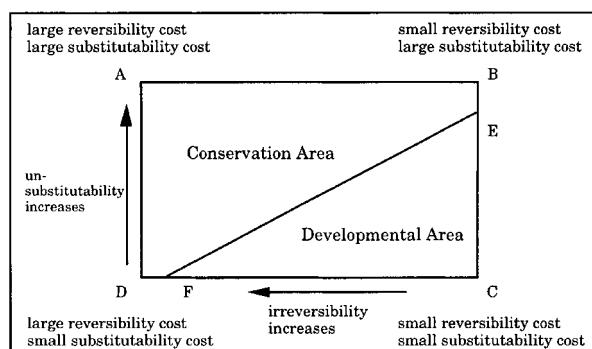 large reversibility cost
large substitutability cost
small reversibility cost
large substitutability cost
A
B
E
Conservation Area
un-
substitutability
increases
Developmental Area
D
F
C
irreversibility
increases
large reversibility cost
small substitutability cost
small reversibility cost
small substitutability cost